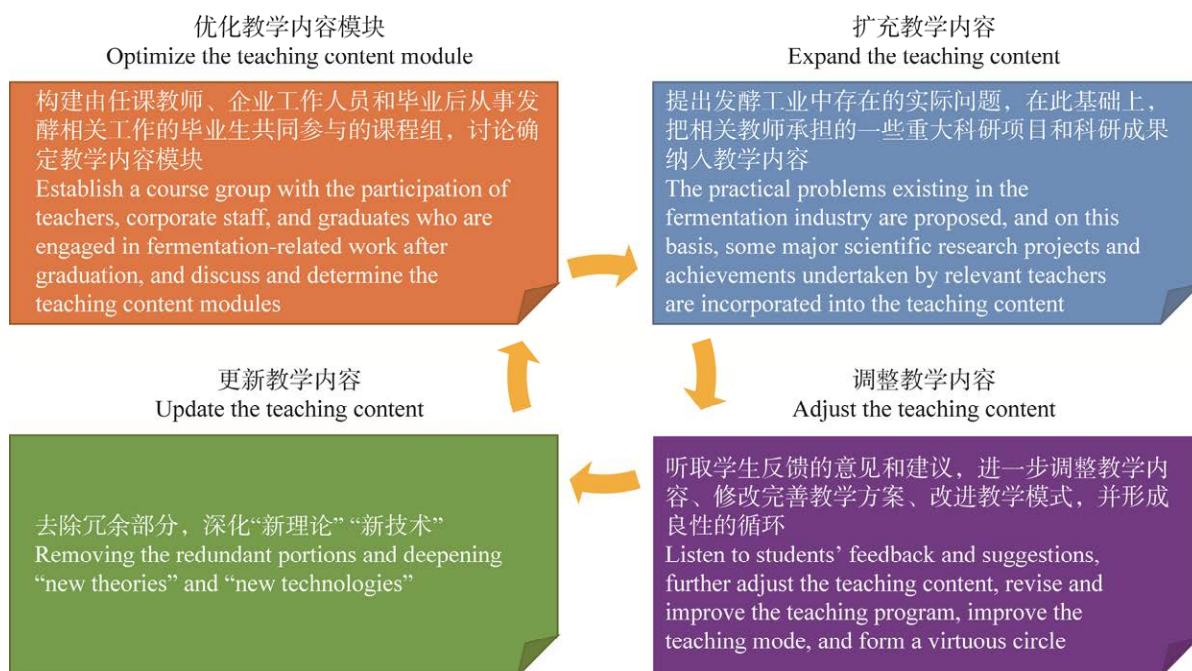 优化教学内容模块
Optimize the teaching content module
构建由任课教师、企业工作人员和毕业后从事发
酵相关工作的毕业生共同参与的课程组，讨论确
定教学内容模块
Establish a course group with the participation of
teachers, corporate staff, and graduates who are
engaged in fermentation-related work after
graduation, and discuss and determine the
teaching content modules
扩充教学内容
Expand the teaching content
提出发酵工业中存在的实际问题，在此基础上，
把相关教师承担的一些重大科研项目和科研成果
纳入教学内容
The practical problems existing in the
fermentation industry are proposed, and on this
basis, some major scientific research projects and
achievements undertaken by relevant teachers
are incorporated into the teaching content
更新教学内容
Update the teaching content
去除冗余部分，深化“新理论” “新技术”
Removing the redundant portions and deepening
“new theories” and “new technologies”
调整教学内容
Adjust the teaching content
听取学生反馈的意见和建议，进一步调整教学内
容、修改完善教学方案、改进教学模式，并形成
良性的循环
Listen to students’ feedback and suggestions,
further adjust the teaching content, revise and
improve the teaching program, improve the
teaching mode, and form a virtuous circle